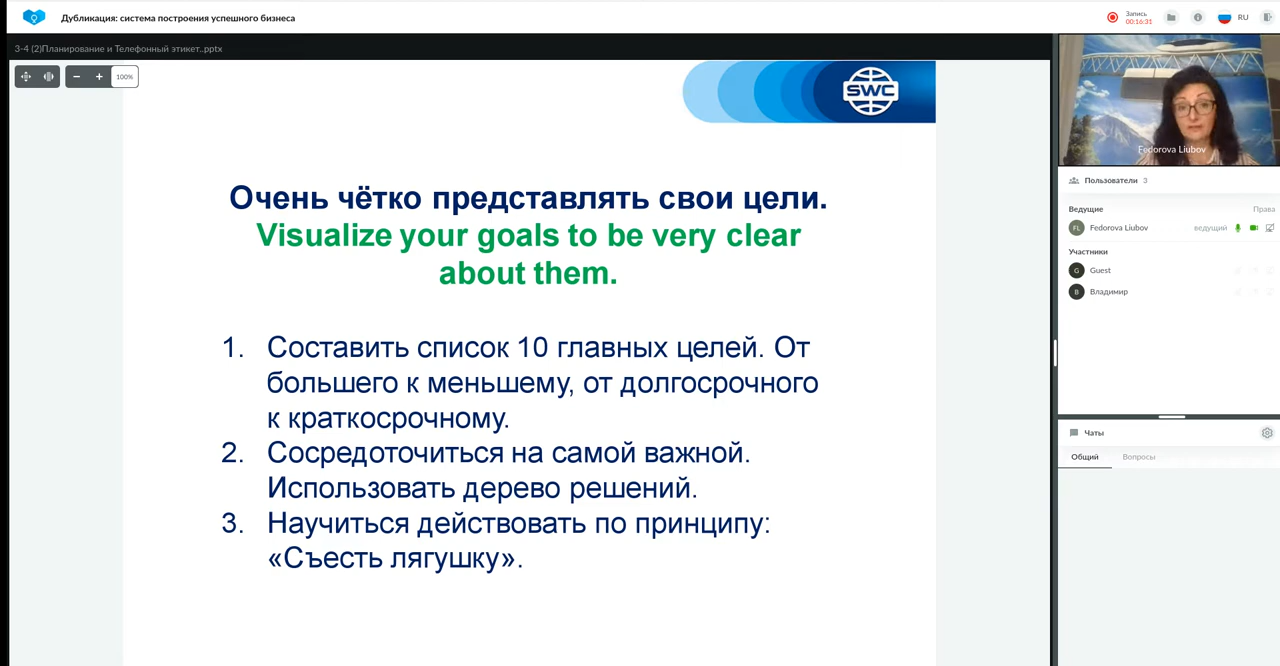 Дубликация: система построения успешного бизнеса
Запись
00:16:31
RU
3-4 (2)Планирование и Телефонный этикет..pptx
100%
SWC
Fedorova Liubov
Очень чётко представлять свои цели.
Visualize your goals to be very clear
about them.
1. Составить список 10 главных целей. От
большего к меньшему, от долгосрочного
к краткосрочному.
2. Сосредоточиться на самой важной.
Использовать дерево решений.
3. Научиться действовать по принципу:
«Съесть лягушку».
Пользователи 3
Ведущие Права
FL Fedorova Liubov ведущий
Участники
G Guest
В Владимир
Чаты
Общий Вопросы